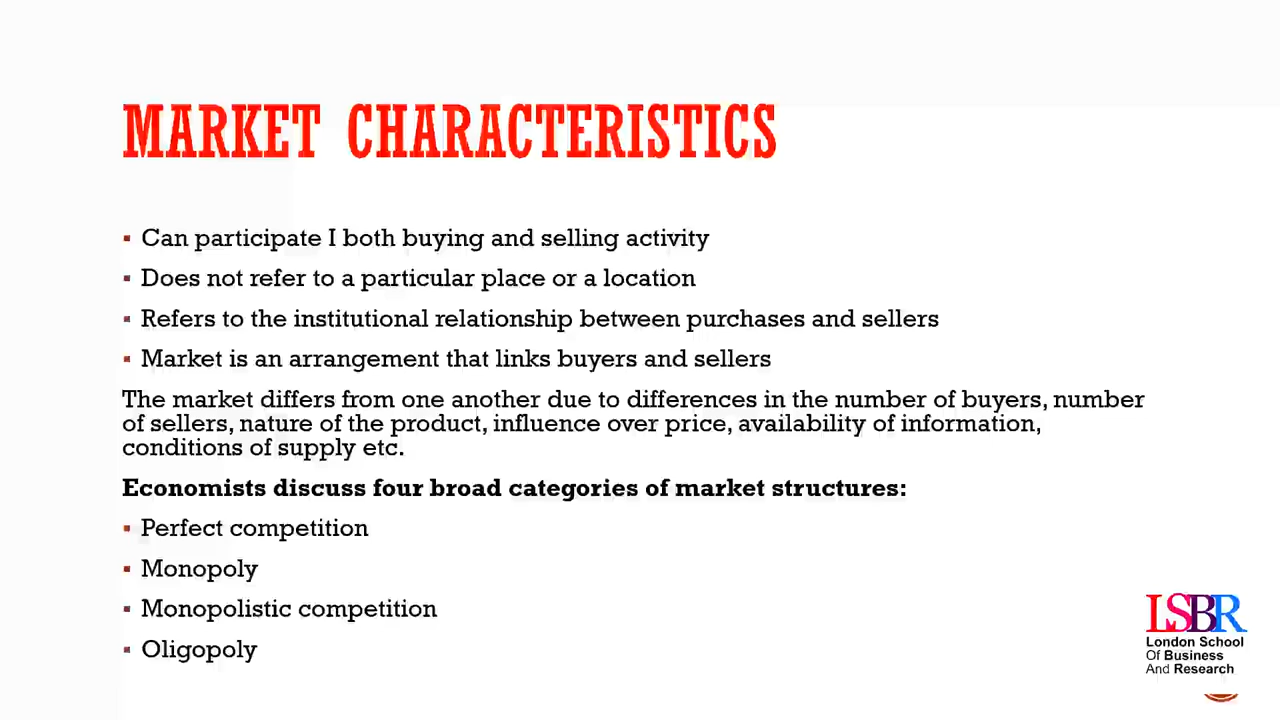 MARKET CHARACTERISTICS
▪ Can participate I both buying and selling activity
▪ Does not refer to a particular place or a location
▪ Refers to the institutional relationship between purchases and sellers
▪ Market is an arrangement that links buyers and sellers
The market differs from one another due to differences in the number of buyers, number
of sellers, nature of the product, influence over price, availability of information,
conditions of supply etc.
Economists discuss four broad categories of market structures:
▪ Perfect competition
▪ Monopoly
▪ Monopolistic competition
▪ Oligopoly
LSBR
London School
Of Business
And Research